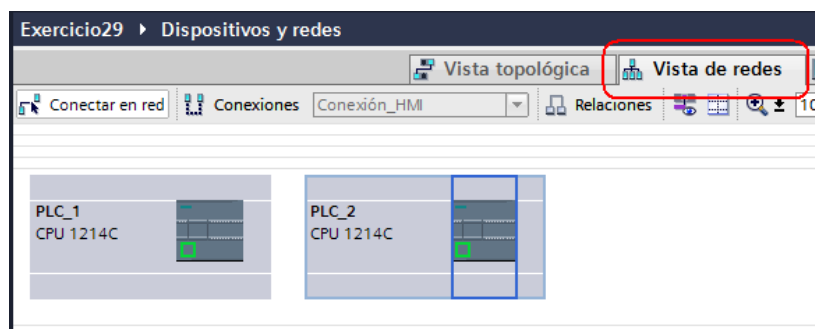 Exercicio29 ▸ Dispositivos y redes
Vista topológica Vista de redes
Conectar en red Conexiones Conexión_HMI Relaciones 10
PLC_1 PLC_2
CPU 1214C CPU 1214C